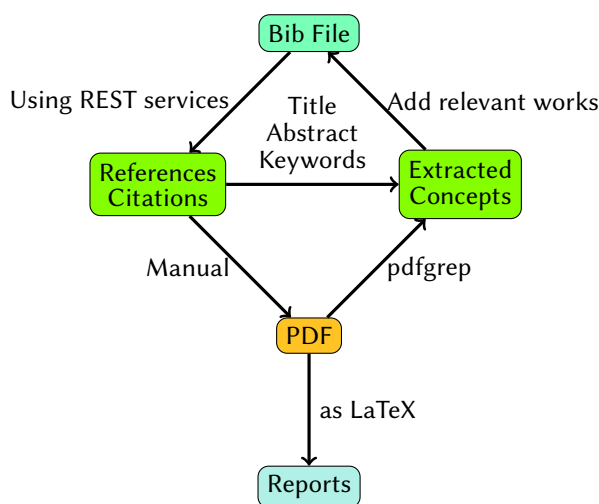 Bib File
Using REST services
Title
Abstract
Keywords
Add relevant works
References
Citations
Extracted
Concepts
Manual
pdfgrep
PDF
as LaTeX
Reports